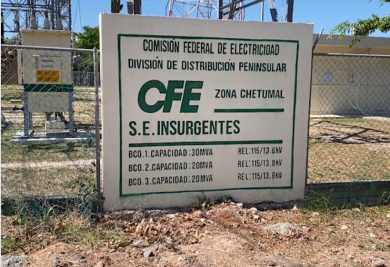 COMISIÓN FEDERAL DE ELECTRICIDAD
DIVISIÓN DE DISTRIBUCIÓN PENINSULAR
CFE ZONA CHETUMAL
S.E. INSURGENTES
BCO.1.CAPACIDAD:30MVA REL:115/13.8KV
BCO.2.CAPACIDAD:20MVA REL:115/13.8KV
BCO.3.CAPACIDAD:20MVA REL:115/13.8KV